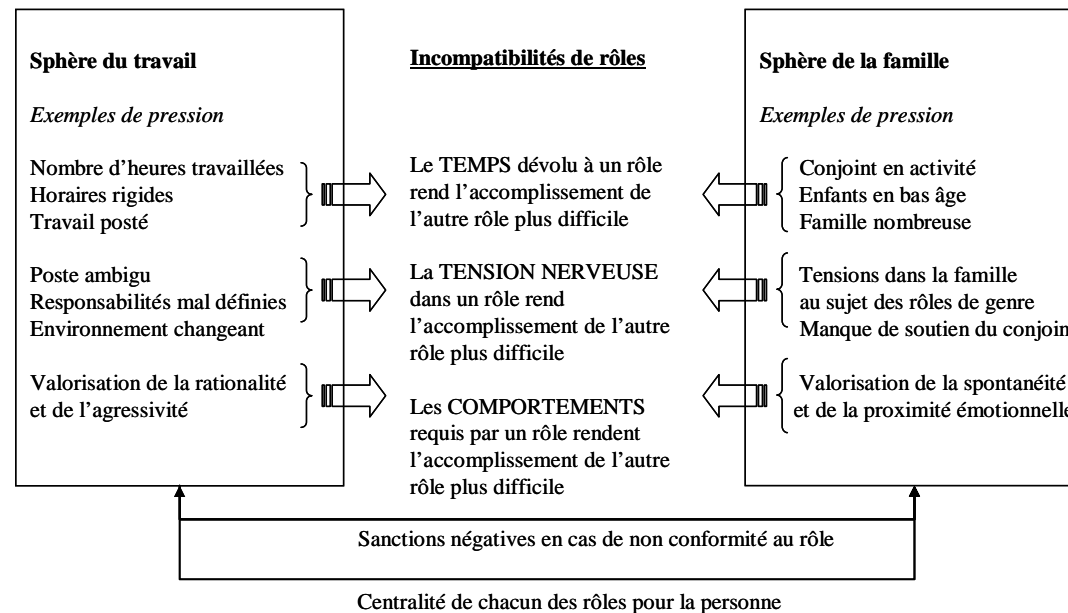 Sphère du travail
Exemples de pression
Nombre d'heures travaillées
Horaires rigides
Travail posté
Poste ambigu
Responsabilités mal définies
Environnement changeant
Valorisation de la rationalité
et de l'agressivité
Incompatibilités de rôles
Le TEMPS dévolu à un rôle
rend l'accomplissement de
l'autre rôle plus difficile
La TENSION NERVEUSE
dans un rôle rend
l'accomplissement de l'autre
rôle plus difficile
Les COMPORTEMENTS
requis par un rôle rendent
l'accomplissement de l'autre
rôle plus difficile
Sphère de la famille
Exemples de pression
Conjoint en activité
Enfants en bas âge
Famille nombreuse
Tensions dans la famille
au sujet des rôles de genre
Manque de soutien du conjoin
Valorisation de la spontanéité
et de la proximité émotionnelle
Sanctions négatives en cas de non conformité au rôle
Centralité de chacun des rôles pour la personne